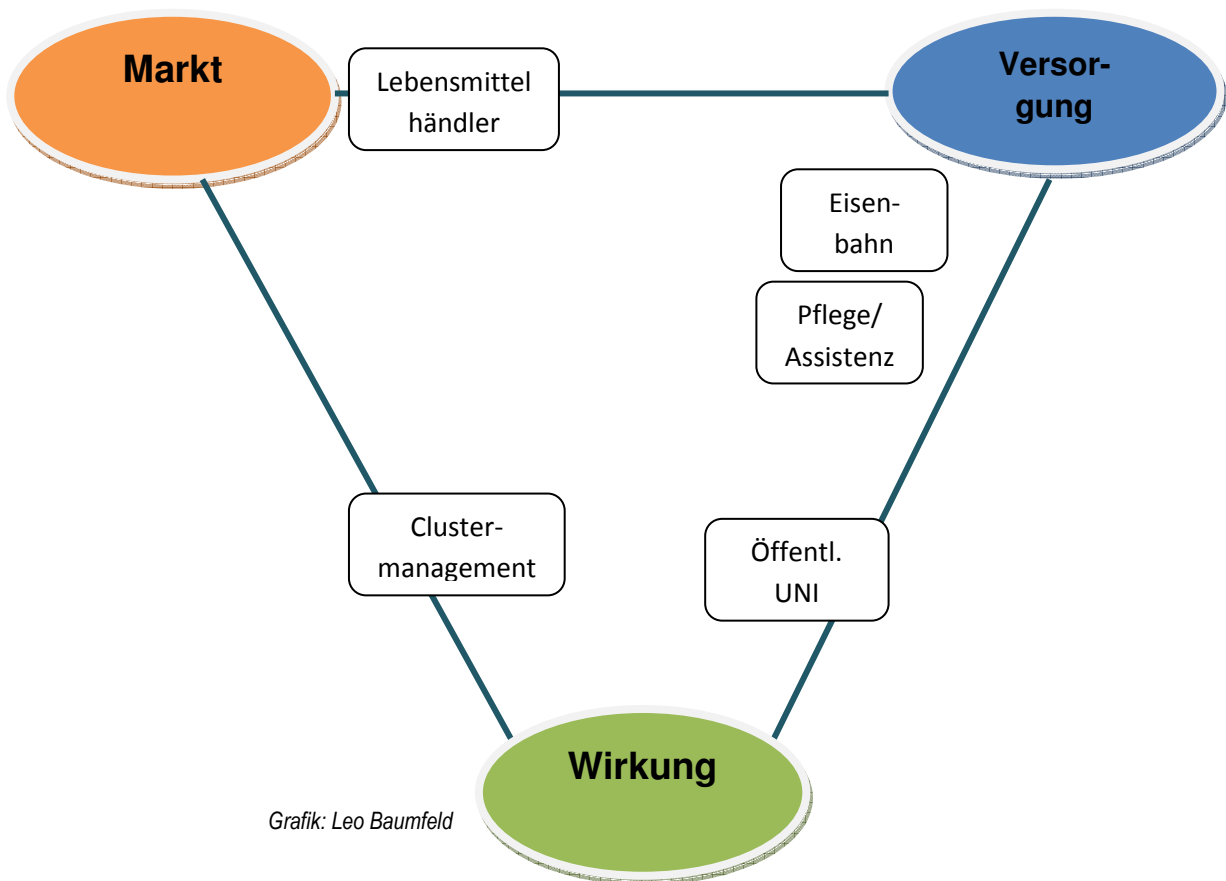 Markt
Lebensmittel
händler
Versor-
gung
Eisen-
bahn
Pflege/
Assistenz
Cluster-
management
Öffentl.
UNI
Wirkung
Grafik: Leo Baumfeld